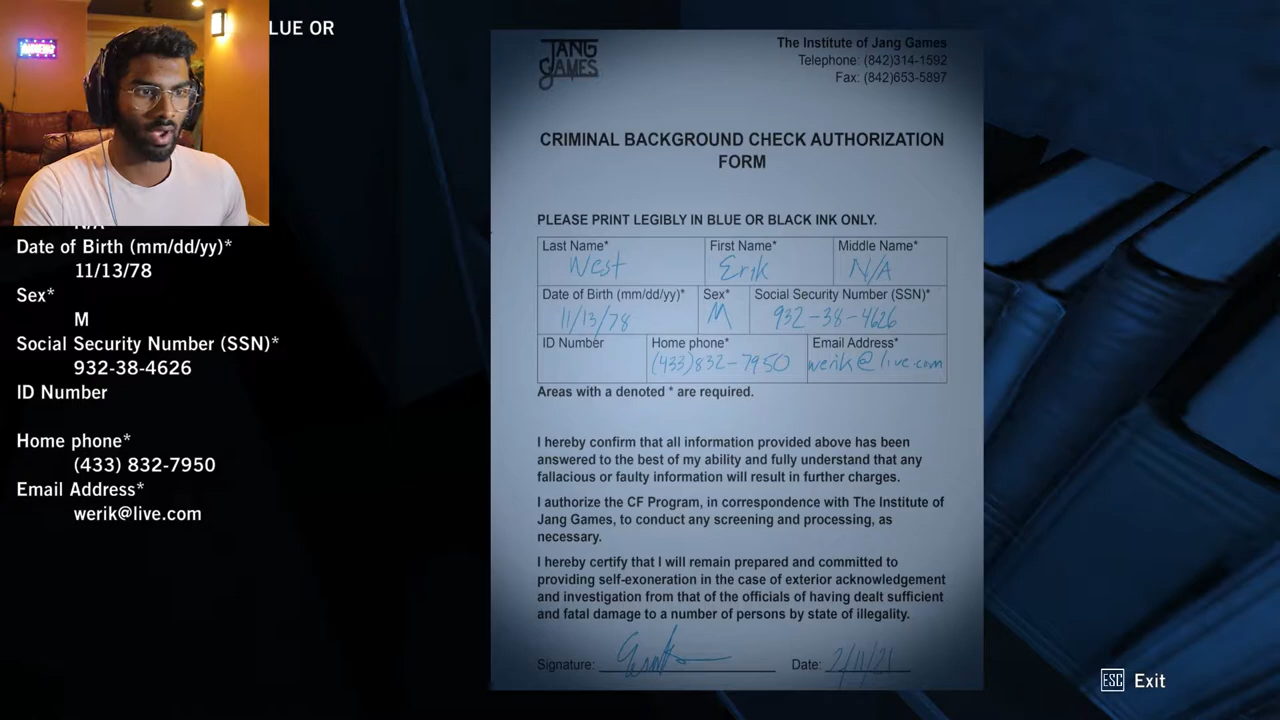 LUE OR
N/A
Date of Birth (mm/dd/yy)*
11/13/78
Sex*
M
Social Security Number (SSN)*
932-38-4626
ID Number
Home phone*
(433) 832-7950
Email Address*
werik@live.com
JANG
GAMES
The Institute of Jang Games
Telephone: (842)314-1592
Fax: (842)653-5897
CRIMINAL BACKGROUND CHECK AUTHORIZATION
FORM
PLEASE PRINT LEGIBLY IN BLUE OR BLACK INK ONLY.
Last Name* First Name* Middle Name*
West Erik N/A
Date of Birth (mm/dd/yy)* Sex* Social Security Number (SSN)*
11/13/78 M 932-38-4626
ID Number Home phone* Email Address*
(433)832-7950 werik@live.com
Areas with a denoted * are required.
I hereby confirm that all information provided above has been
answered to the best of my ability and fully understand that any
fallacious or faulty information will result in further charges.
I authorize the CF Program, in correspondence with The Institute of
Jang Games, to conduct any screening and processing, as
necessary.
I hereby certify that I will remain prepared and committed to
providing self-exoneration in the case of exterior acknowledgement
and investigation from that of the officials of having dealt sufficient
and fatal damage to a number of persons by state of illegality.
Signature: Date: 2/11/21
ESC Exit